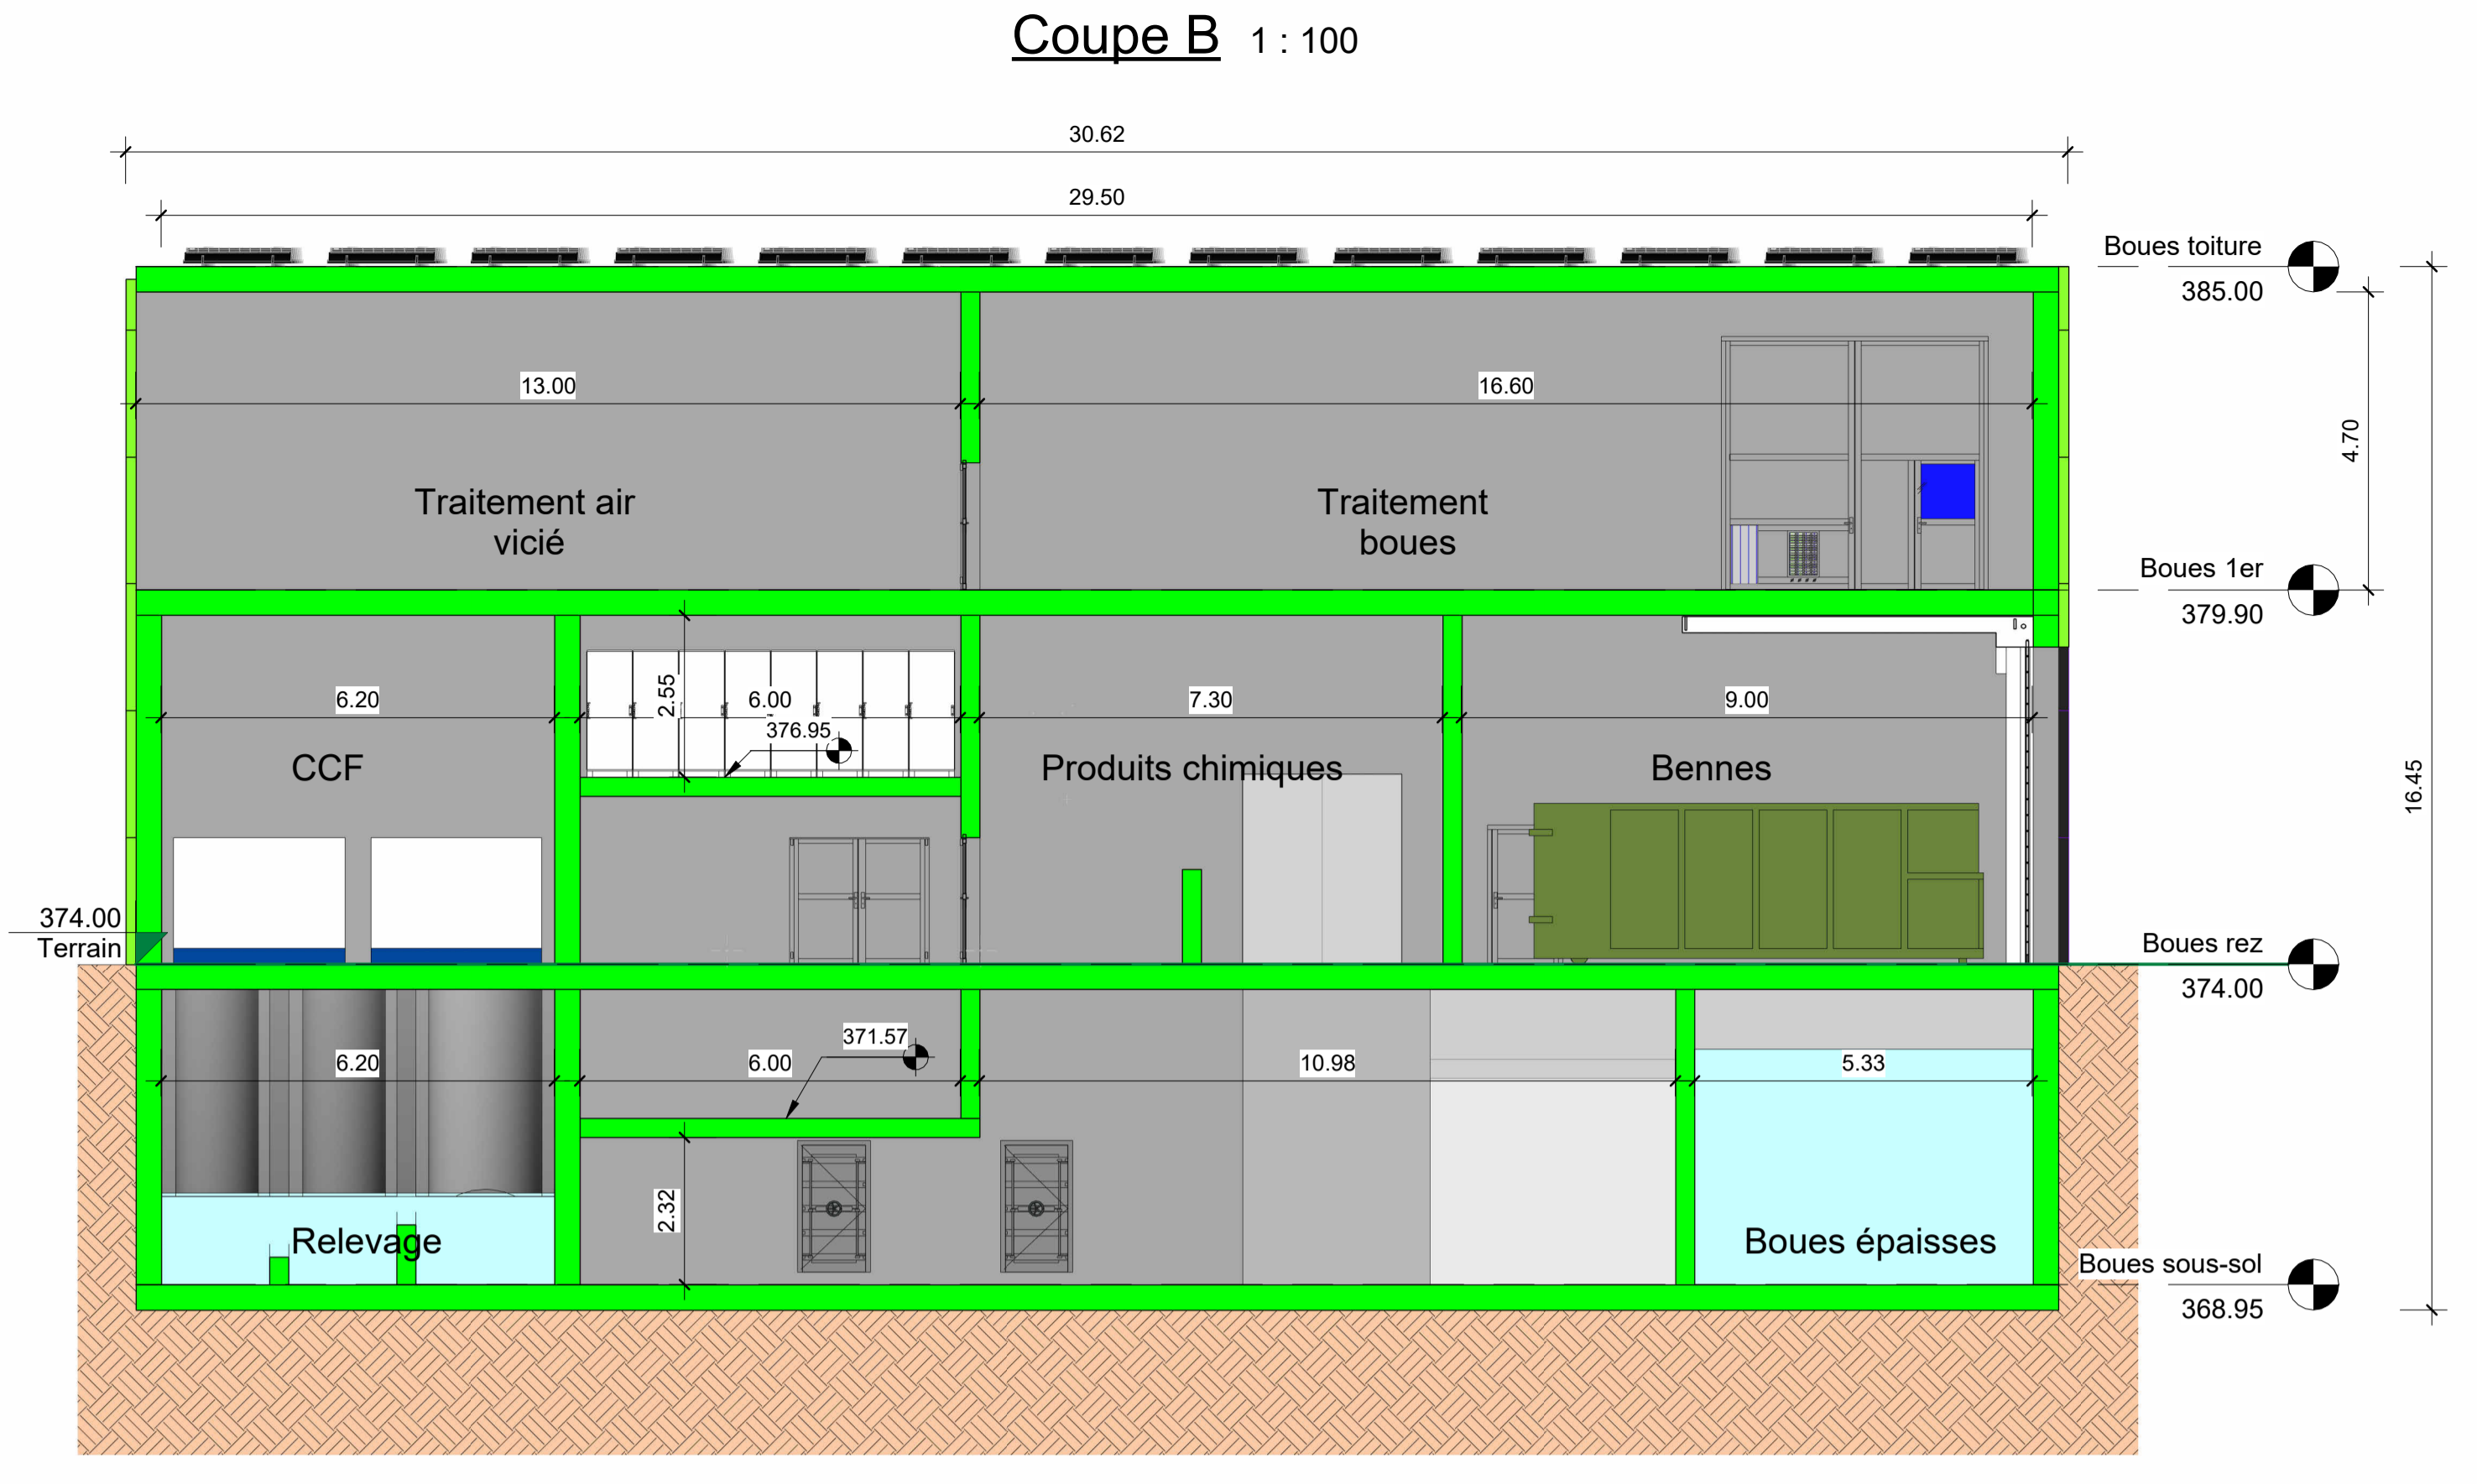 Coupe B 1 : 100
30.62
29.50
Boues toiture
385.00
13.00
16.60
4.70
Traitement air
vicié
Traitement
boues
Boues 1er
379.90
6.20
2.55
6.00
376.95
7.30
9.00
CCF
Produits chimiques
Bennes
16.45
374.00
Terrain
Boues rez
374.00
371.57
6.20
6.00
10.98
5.33
2.32
Relevage
Boues épaisses
Boues sous-sol
368.95